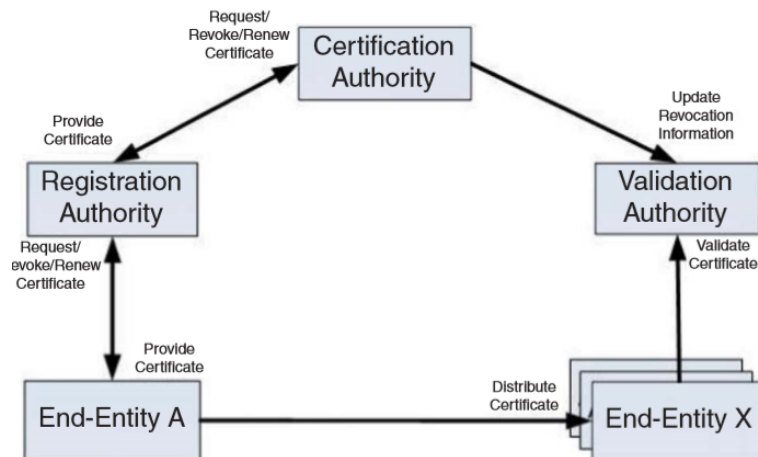 Request/
Revoke/Renew
Certificate
Certification
Authority
Provide
Certificate
Update
Revocation
Information
Registration
Authority
Validation
Authority
Request/
evoke/Renew
Certificate
Validate
Certificate
Provide
Certificate
Distribute
Certificate
End-Entity A
End-Entity X